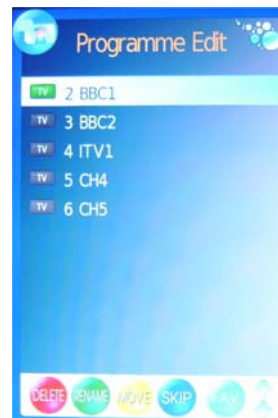 Programme Edit
TV 2 BBC1
TV 3 BBC2
TV 4 ITV1
TV 5 CH4
TV 6 CH5
DELETE RENAME MOVE SKIP FAV